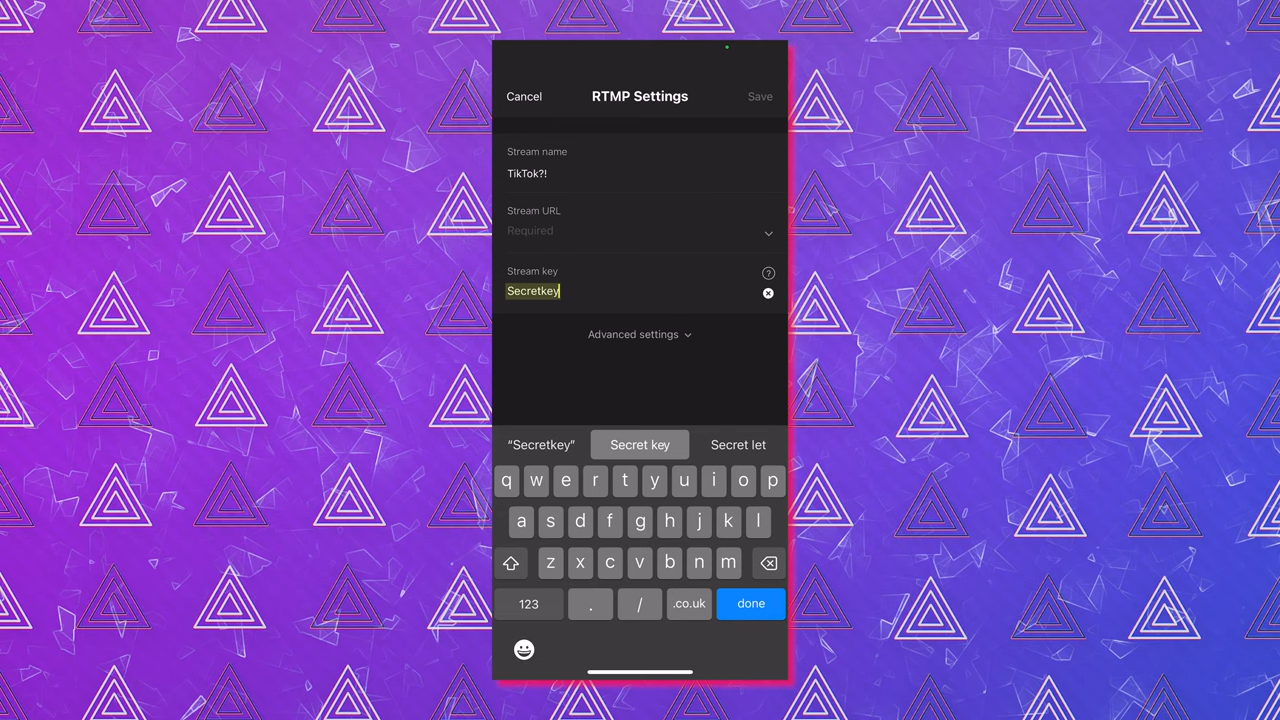 Cancel RTMP Settings Save
Stream name
TikTok?!
Stream URL
Required
Stream key
?
Secretkey
Advanced settings
“Secretkey” Secret key Secret let
q w e r t y u i o p
a s d f g h j k l
z x c v b n m
123 . / .co.uk done